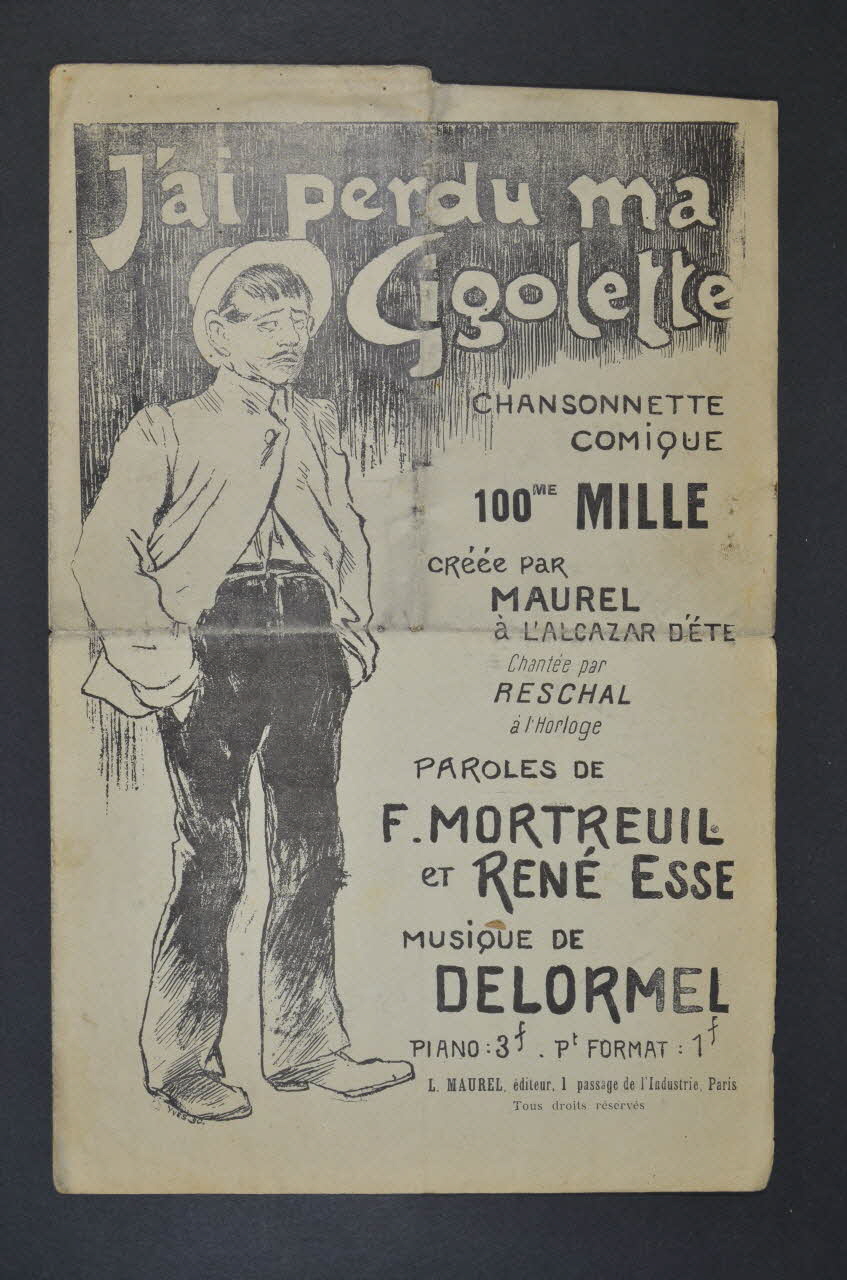 J'ai perdu ma
Gigolette
CHANSONNETTE
COMIQUE
100ME MILLE
CRÉÉE PAR
MAUREL
à L'ALCAZAR D'ÉTE
Chantée par
RESCHAL
à l'Horloge
PAROLES DE
F. MORTREUIL
ET RENÉ ESSE
MUSIQUE DE
DELORMEL
PIANO : 3f . Pt FORMAT : 1f
L. MAUREL, éditeur, 1 passage de l'Industrie, Paris
Tous droits réservés
YVES SC.